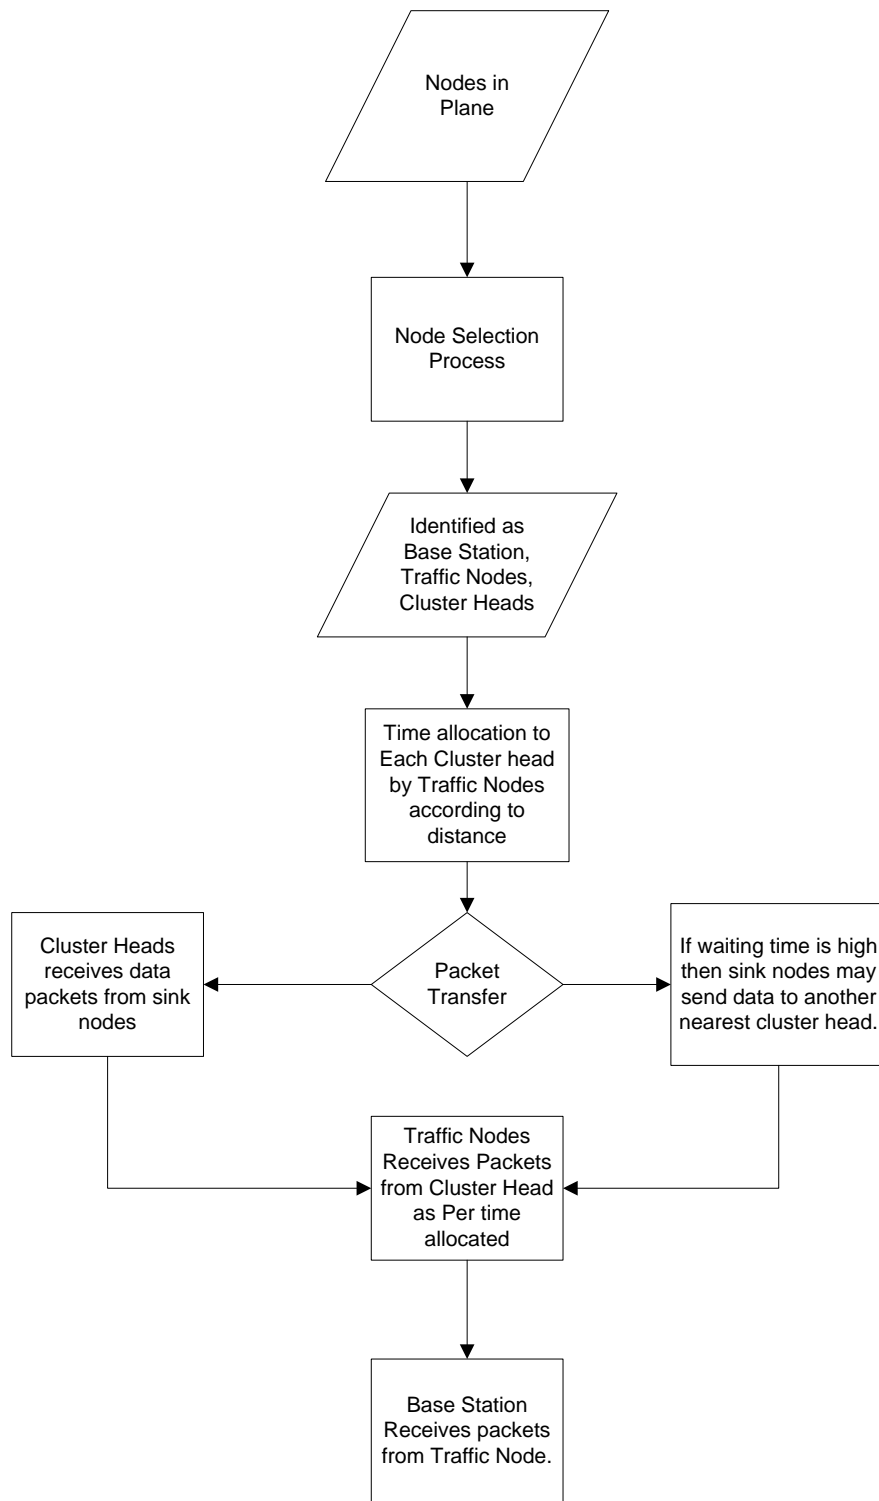 Nodes in
Plane
Node Selection
Process
Identified as
Base Station,
Traffic Nodes,
Cluster Heads
Time allocation to
Each Cluster head
by Traffic Nodes
according to
distance
Packet
Transfer
Cluster Heads
receives data
packets from sink
nodes
If waiting time is high
then sink nodes may
send data to another
nearest cluster head.
Traffic Nodes
Receives Packets
from Cluster Head
as Per time
allocated
Base Station
Receives packets
from Traffic Node.